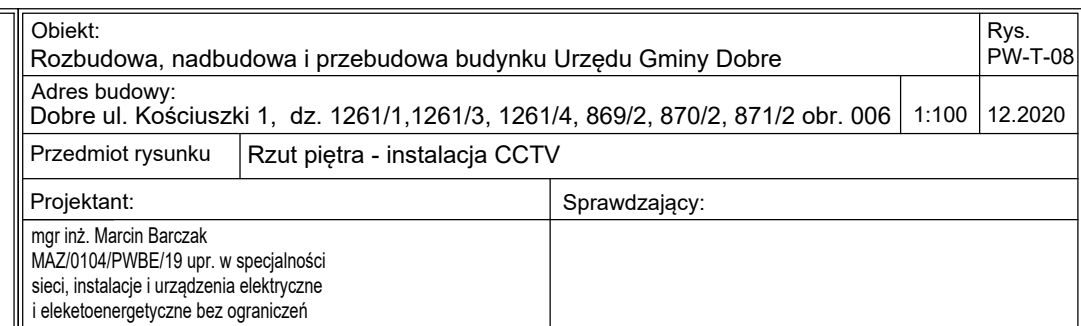 Obiekt:
Rozbudowa, nadbudowa i przebudowa budynku Urzędu Gminy Dobre
Rys.
PW-T-08
Adres budowy:
Dobre ul. Kościuszki 1, dz. 1261/1,1261/3, 1261/4, 869/2, 870/2, 871/2 obr. 006
1:100
12.2020
Przedmiot rysunku
Rzut piętra - instalacja CCTV
Projektant:
Sprawdzający:
mgr inż. Marcin Barczak
MAZ/0104/PWBE/19 upr. w specjalności
sieci, instalacje i urządzenia elektryczne
i eleketoenergetyczne bez ograniczeń